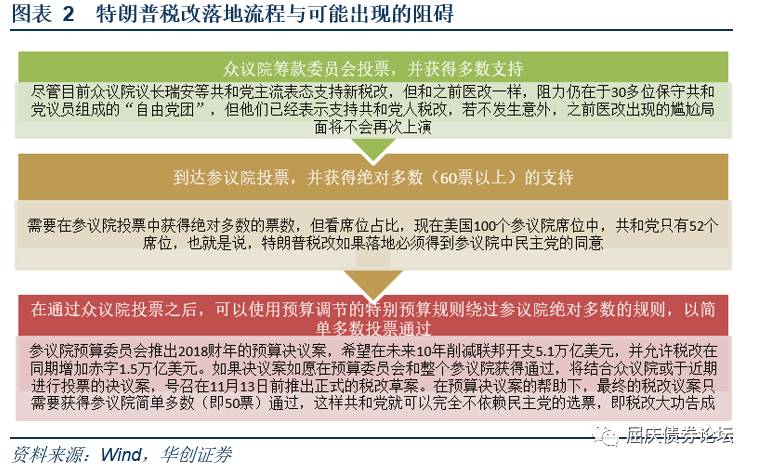 图表 2 特朗普税改落地流程与可能出现的阻碍
众议院筹款委员会投票，并获得多数支持
尽管目前众议院议长瑞安等共和党主流表态支持新税改，但和之前医改一样，阻力仍在于30多位保守共和
党议员组成的“自由党团”，但他们已经表示支持共和党人税改，若不发生意外，之前医改出现的尴尬局
面将不会再次上演
到达参议院投票，并获得绝对多数（60票以上）的支持
需要在参议院投票中获得绝对多数的票数，但看席位占比，现在美国100个参议院席位中，共和党只有52个
席位，也就是说，特朗普税改如果落地必须得到参议院中民主党的同意
在通过众议院投票之后，可以使用预算调节的特别预算规则绕过参议院绝对多数的规则，以简
单多数投票通过
参议院预算委员会推出2018财年的预算决议案，希望在未来10年削减联邦开支5.1万亿美元，并允许税改在
同期增加赤字1.5万亿美元。如果决议案如愿在预算委员会和整个参议院获得通过，将结合众议院或于近期
进行投票的决议案，号召在11月13日前推出正式的税改草案。在预算决议案的帮助下，最终的税改议案只
需要获得参议院简单多数（即50票）通过，这样共和党就可以完全不依赖民主党的选票，即税改大功告成
屈庆债券论坛
资料来源：Wind，华创证券